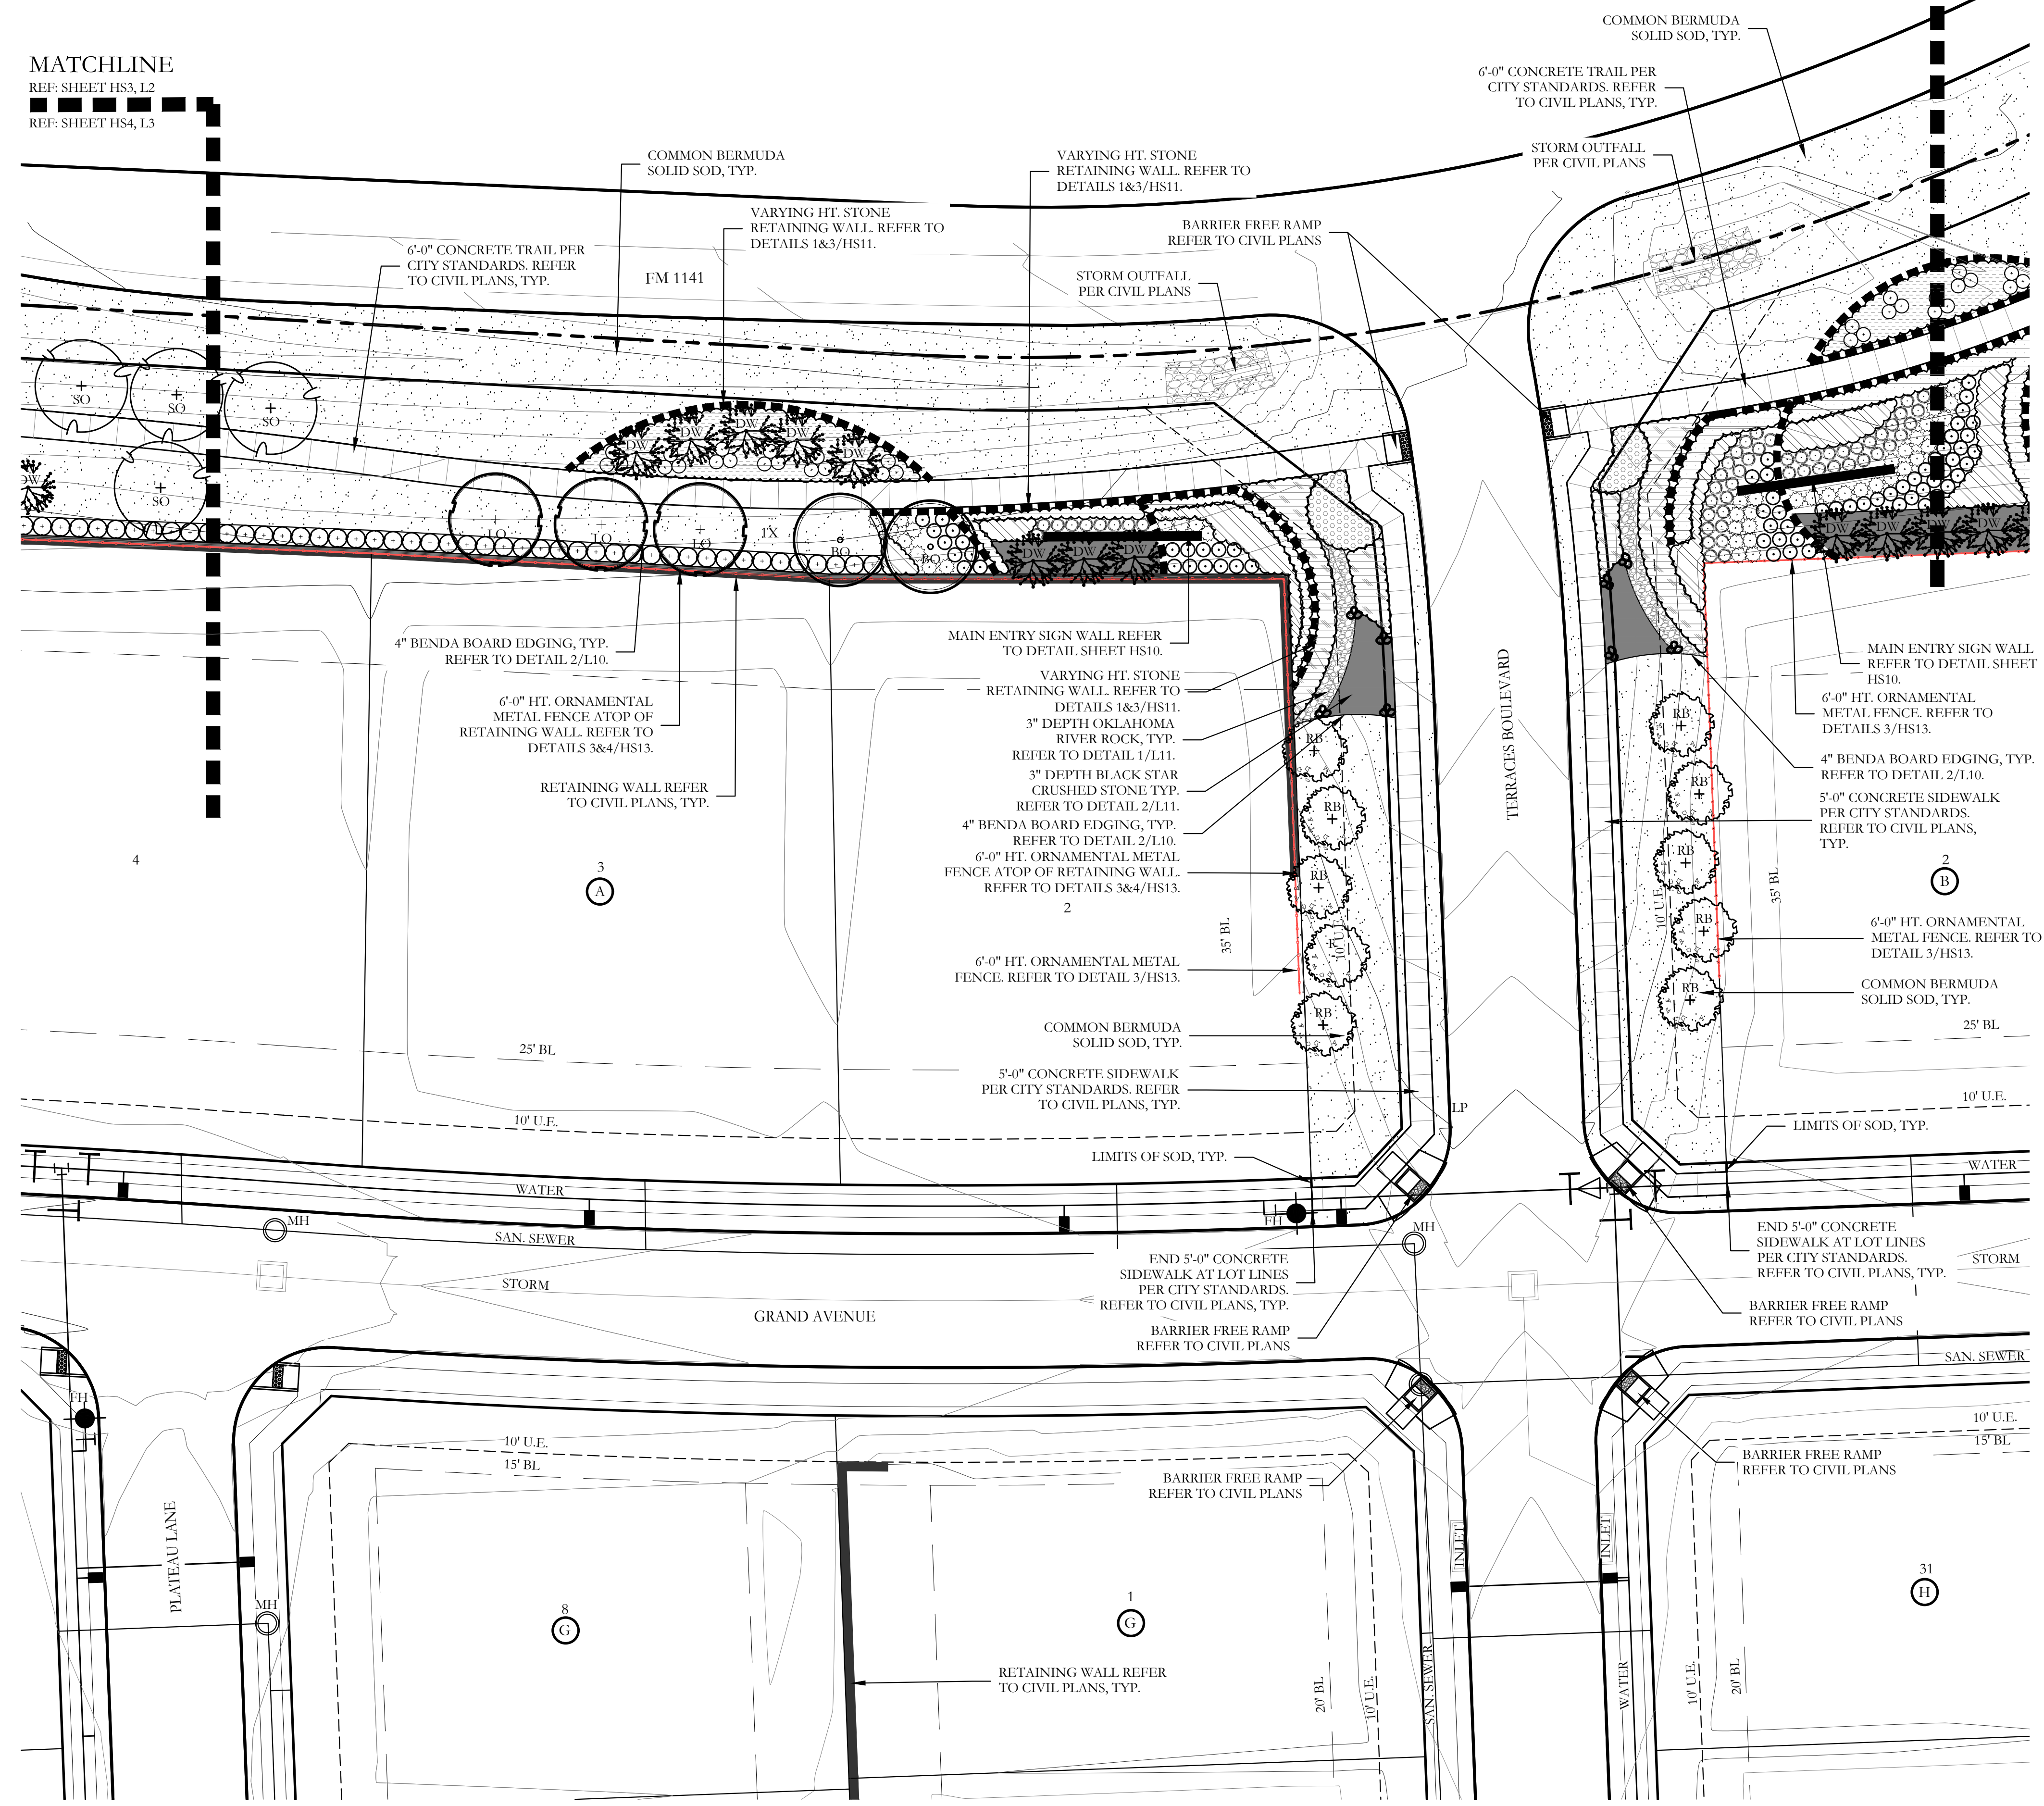 MATCHLINE
REF: SHEET HS3, L2
REF: SHEET HS4, L3
COMMON BERMUDA
SOLID SOD, TYP.
6'-0" CONCRETE TRAIL PER
CITY STANDARDS. REFER
TO CIVIL PLANS, TYP.
STORM OUTFALL
PER CIVIL PLANS
COMMON BERMUDA
SOLID SOD, TYP.
VARYING HT. STONE
RETAINING WALL. REFER TO
DETAILS 1&3/HS11.
VARYING HT. STONE
RETAINING WALL. REFER TO
DETAILS 1&3/HS11.
BARRIER FREE RAMP
REFER TO CIVIL PLANS
6'-0" CONCRETE TRAIL PER
CITY STANDARDS. REFER
TO CIVIL PLANS, TYP.
FM 1141
STORM OUTFALL
PER CIVIL PLANS
SO
SO
SO
SO
DW
DW
DW
DW
DW
DW
LO
LO
LO
1X
BO
BO
DW
DW
DW
DW
DW
DW
DW
4" BENDA BOARD EDGING, TYP.
REFER TO DETAIL 2/L10.
6'-0" HT. ORNAMENTAL
METAL FENCE ATOP OF
RETAINING WALL. REFER TO
DETAILS 3&4/HS13.
RETAINING WALL REFER
TO CIVIL PLANS, TYP.
MAIN ENTRY SIGN WALL REFER
TO DETAIL SHEET HS10.
VARYING HT. STONE
RETAINING WALL. REFER TO
DETAILS 1&3/HS11.
3" DEPTH OKLAHOMA
RIVER ROCK, TYP.
REFER TO DETAIL 1/L11.
3" DEPTH BLACK STAR
CRUSHED STONE TYP.
REFER TO DETAIL 2/L11.
4" BENDA BOARD EDGING, TYP.
REFER TO DETAIL 2/L10.
6'-0" HT. ORNAMENTAL METAL
FENCE ATOP OF RETAINING WALL.
REFER TO DETAILS 3&4/HS13.
6'-0" HT. ORNAMENTAL METAL
FENCE. REFER TO DETAIL 3/HS13.
COMMON BERMUDA
SOLID SOD, TYP.
5'-0" CONCRETE SIDEWALK
PER CITY STANDARDS. REFER
TO CIVIL PLANS, TYP.
LIMITS OF SOD, TYP.
4
3
A
2
35' BL
10' U.E.
RB
RB
RB
RB
TERRACES BOULEVARD
LP
RB
RB
RB
RB
RB
10' U.E.
35' BL
2
B
MAIN ENTRY SIGN WALL
REFER TO DETAIL SHEET
HS10.
6'-0" HT. ORNAMENTAL
METAL FENCE. REFER TO
DETAILS 3/HS13.
4" BENDA BOARD EDGING, TYP.
REFER TO DETAIL 2/L10.
5'-0" CONCRETE SIDEWALK
PER CITY STANDARDS.
REFER TO CIVIL PLANS,
TYP.
6'-0" HT. ORNAMENTAL
METAL FENCE. REFER TO
DETAIL 3/HS13.
COMMON BERMUDA
SOLID SOD, TYP.
25' BL
10' U.E.
LIMITS OF SOD, TYP.
WATER
25' BL
10' U.E.
WATER
MH
SAN. SEWER
STORM
GRAND AVENUE
FH
MH
END 5'-0" CONCRETE
SIDEWALK AT LOT LINES
PER CITY STANDARDS.
REFER TO CIVIL PLANS, TYP.
BARRIER FREE RAMP
REFER TO CIVIL PLANS
END 5'-0" CONCRETE
SIDEWALK AT LOT LINES
PER CITY STANDARDS.
REFER TO CIVIL PLANS, TYP.
STORM
BARRIER FREE RAMP
REFER TO CIVIL PLANS
SAN. SEWER
FH
10' U.E.
15' BL
10' U.E.
15' BL
BARRIER FREE RAMP
REFER TO CIVIL PLANS
BARRIER FREE RAMP
REFER TO CIVIL PLANS
PLATEAU LANE
MH
8
G
1
G
INLET
INLET
31
H
RETAINING WALL REFER
TO CIVIL PLANS, TYP.
20' BL
10' U.E.
SAN. SEWER
WATER
10' U.E.
20' BL